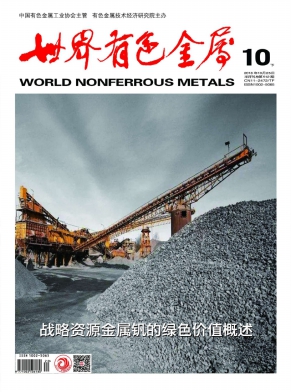 中国有色金属工业协会主管 有色金属技术经济研究院主办
世界有色金属
10
WORLD NONFERROUS METALS
战略资源金属钒的绿色价值概述